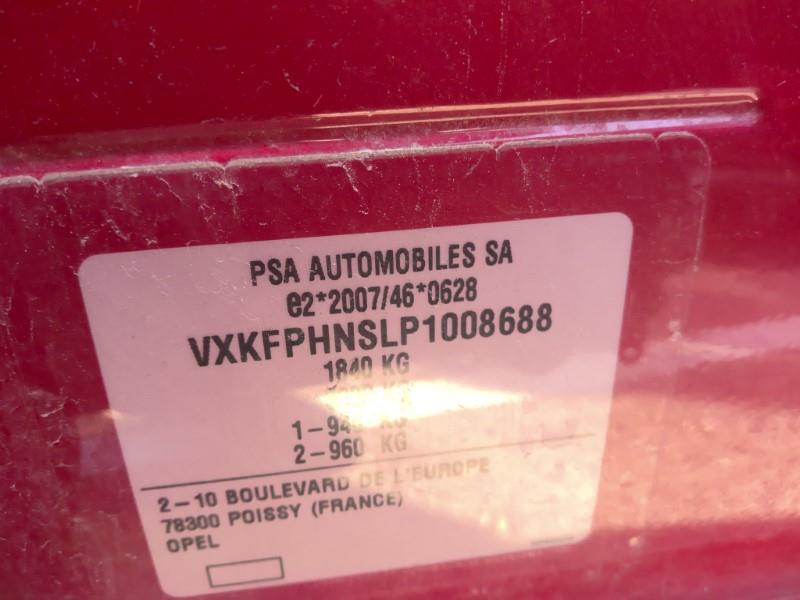 PSA AUTOMOBILES SA
e2*2007/46*0628
VXKFPHNSLP1008688
1840 KG
KG
2-960 KG
2-10 BOULEVARD DE L'EUROPE
78300 POISSY (FRANCE)
OPEL